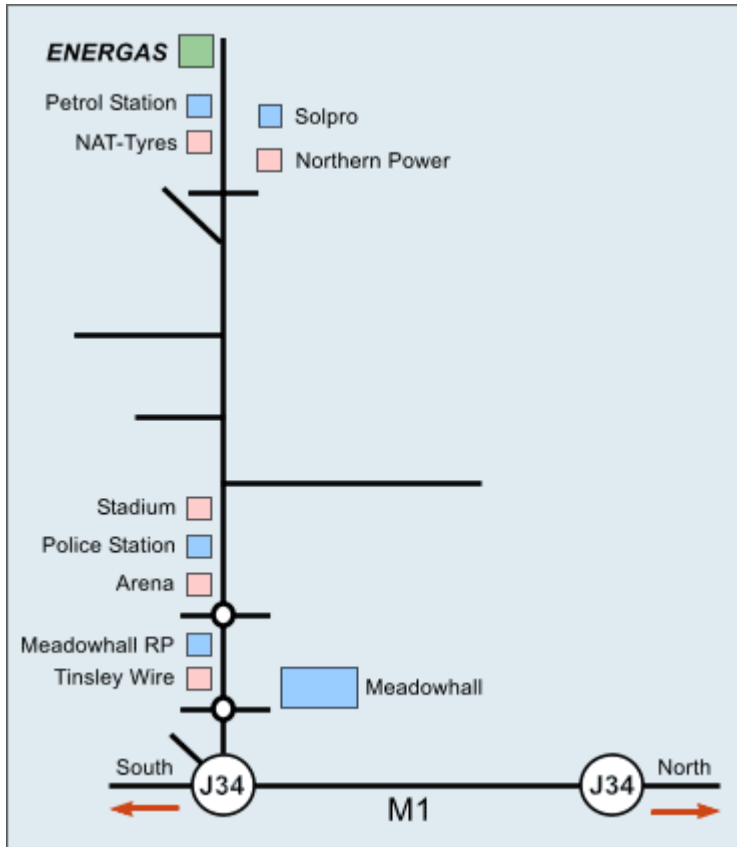 ENERGAS
Petrol Station
Solpro
NAT-Tyres
Northern Power
Stadium
Police Station
Arena
Meadowhall RP
Tinsley Wire
Meadowhall
South
North
J34
J34
M1